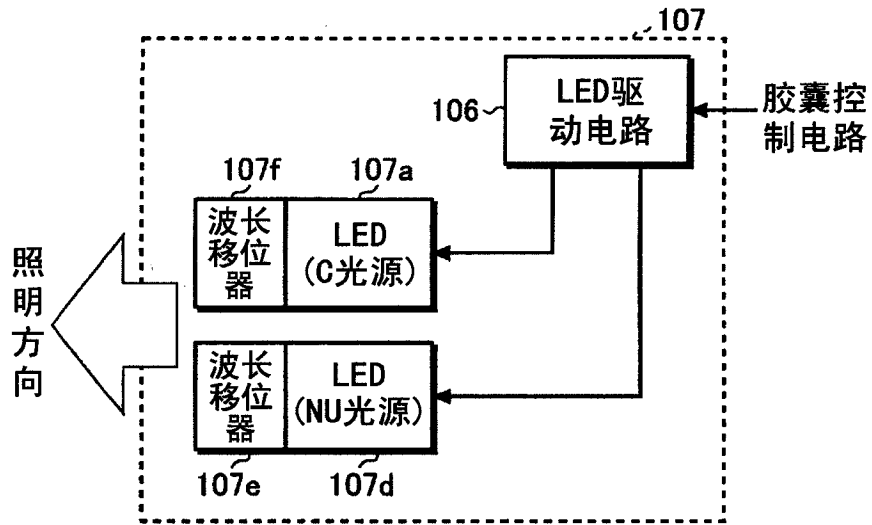 107
106
LED驱
动电路
胶囊控
制电路
107f
107a
波长
移位
器
LED
(C光源)
照
明
方
向
波长
移位
器
LED
(NU光源)
107e
107d